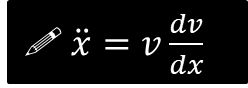 ẍ = v dv/dx